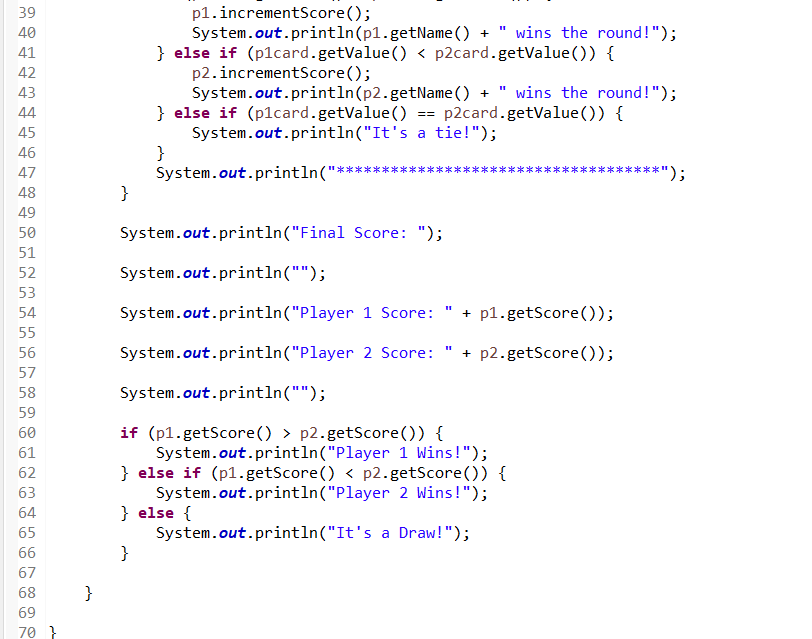 39 p1.incrementScore();
40 System.out.println(p1.getName() + " wins the round!");
41 } else if (p1card.getValue() < p2card.getValue()) {
42 p2.incrementScore();
43 System.out.println(p2.getName() + " wins the round!");
44 } else if (p1card.getValue() == p2card.getValue()) {
45 System.out.println("It's a tie!");
46 }
47 System.out.println("************************************");
48 }
49
50 System.out.println("Final Score: ");
51
52 System.out.println("");
53
54 System.out.println("Player 1 Score: " + p1.getScore());
55
56 System.out.println("Player 2 Score: " + p2.getScore());
57
58 System.out.println("");
59
60 if (p1.getScore() > p2.getScore()) {
61 System.out.println("Player 1 Wins!");
62 } else if (p1.getScore() < p2.getScore()) {
63 System.out.println("Player 2 Wins!");
64 } else {
65 System.out.println("It's a Draw!");
66 }
67
68 }
69
70 }